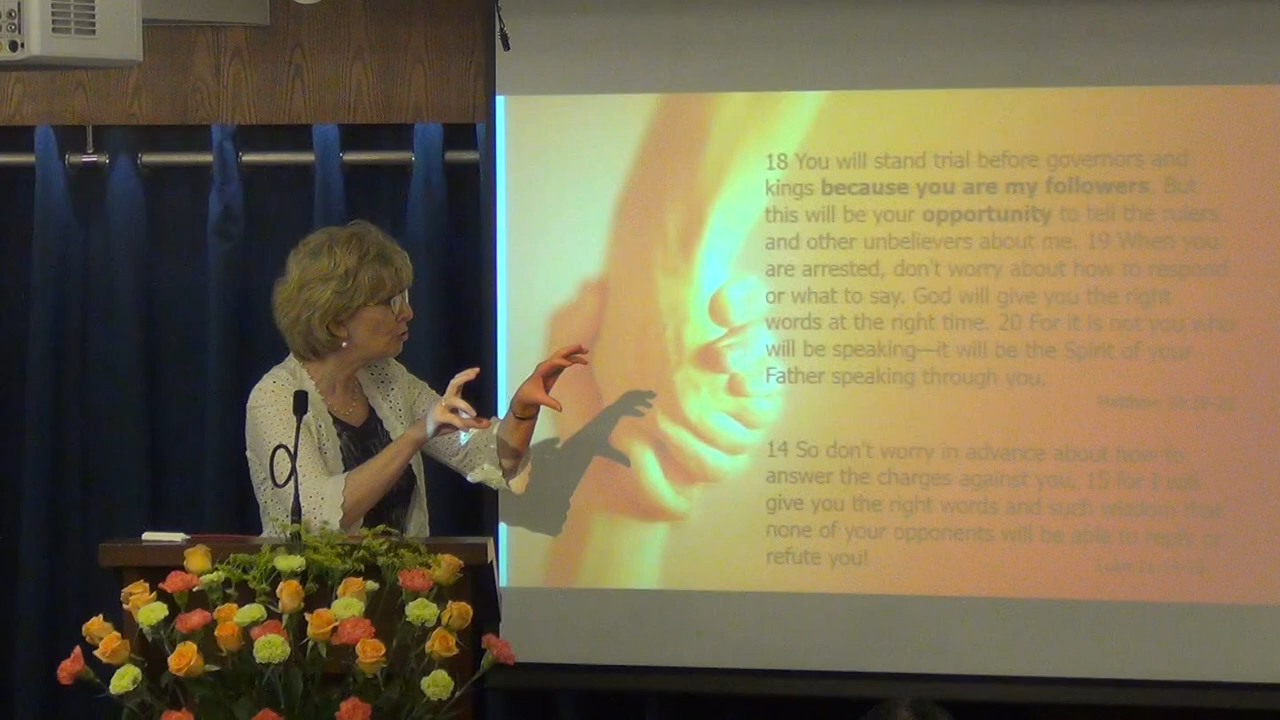 18 You will stand trial before governors and
kings because you are my followers. But
this will be your opportunity to tell the rulers
and other unbelievers about me. 19 When you
are arrested, don't worry about how to respond
or what to say. God will give you the right
words at the right time. 20 For it is not you who
will be speaking—it will be the Spirit of your
Father speaking through you.
Matthew
14 So don't worry in advance about how to
answer the charges against you, 15 for I will
give you the right words and such wisdom that
none of your opponents will be able to reply or
refute you!
Luke